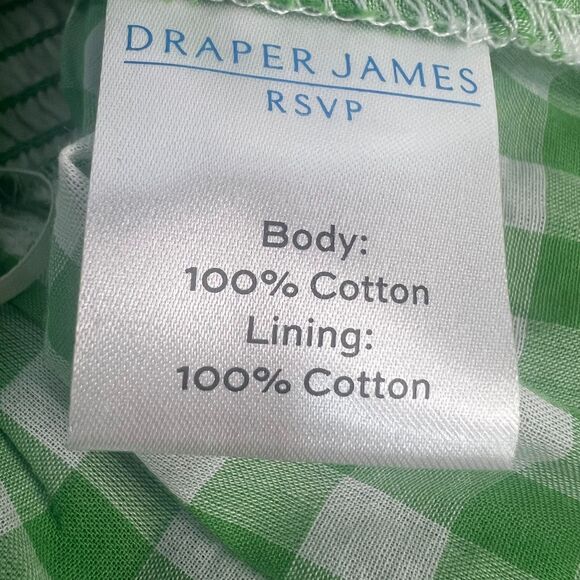 DRAPER JAMES
RSVP
Body:
100% Cotton
Lining:
100% Cotton